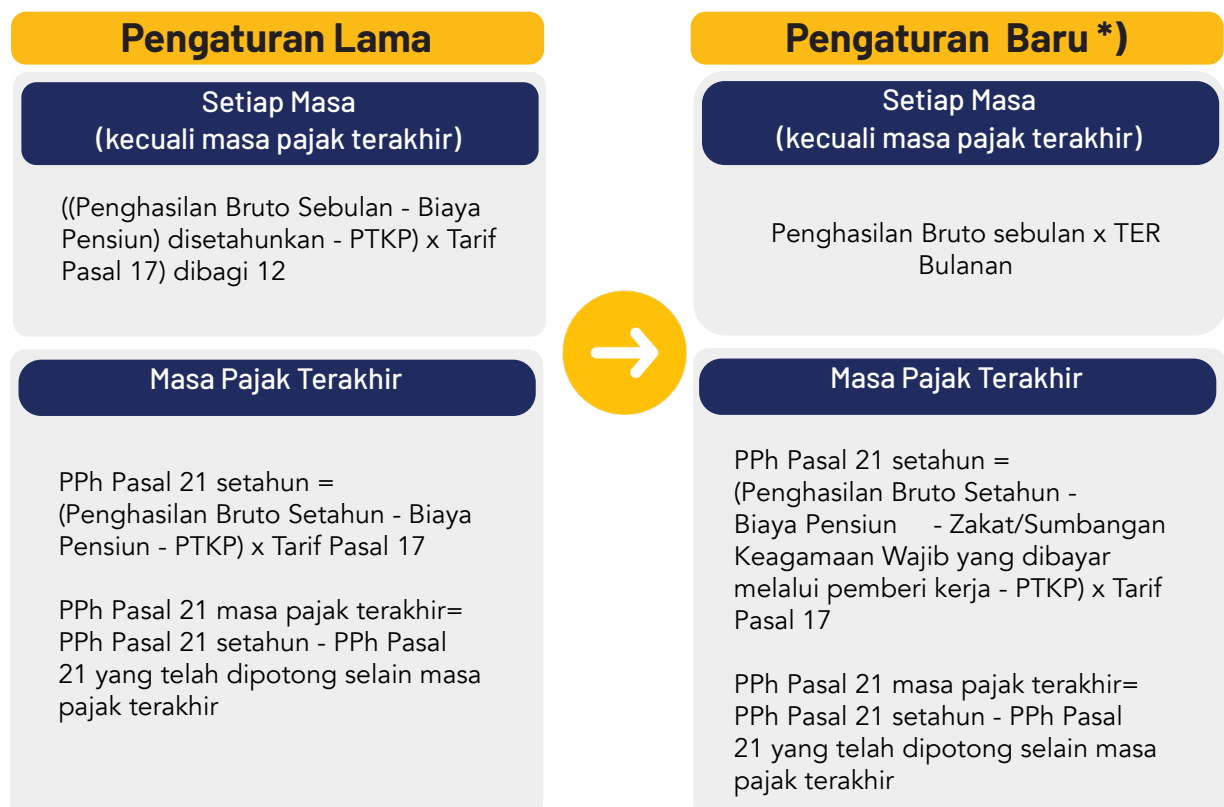 Pengaturan Lama
Setiap Masa
(kecuali masa pajak terakhir)
((Penghasilan Bruto Sebulan - Biaya
Pensiun) disetahunkan - PTKP) x Tarif
Pasal 17) dibagi 12
Masa Pajak Terakhir
PPh Pasal 21 setahun =
(Penghasilan Bruto Setahun - Biaya
Pensiun - PTKP) x Tarif Pasal 17
PPh Pasal 21 masa pajak terakhir=
PPh Pasal 21 setahun - PPh Pasal
21 yang telah dipotong selain masa
pajak terakhir
Pengaturan Baru *)
Setiap Masa
(kecuali masa pajak terakhir)
Penghasilan Bruto sebulan x TER
Bulanan
Masa Pajak Terakhir
PPh Pasal 21 setahun =
(Penghasilan Bruto Setahun -
Biaya Pensiun - Zakat/Sumbangan
Keagamaan Wajib yang dibayar
melalui pemberi kerja - PTKP) x Tarif
Pasal 17
PPh Pasal 21 masa pajak terakhir=
PPh Pasal 21 setahun - PPh Pasal
21 yang telah dipotong selain masa
pajak terakhir